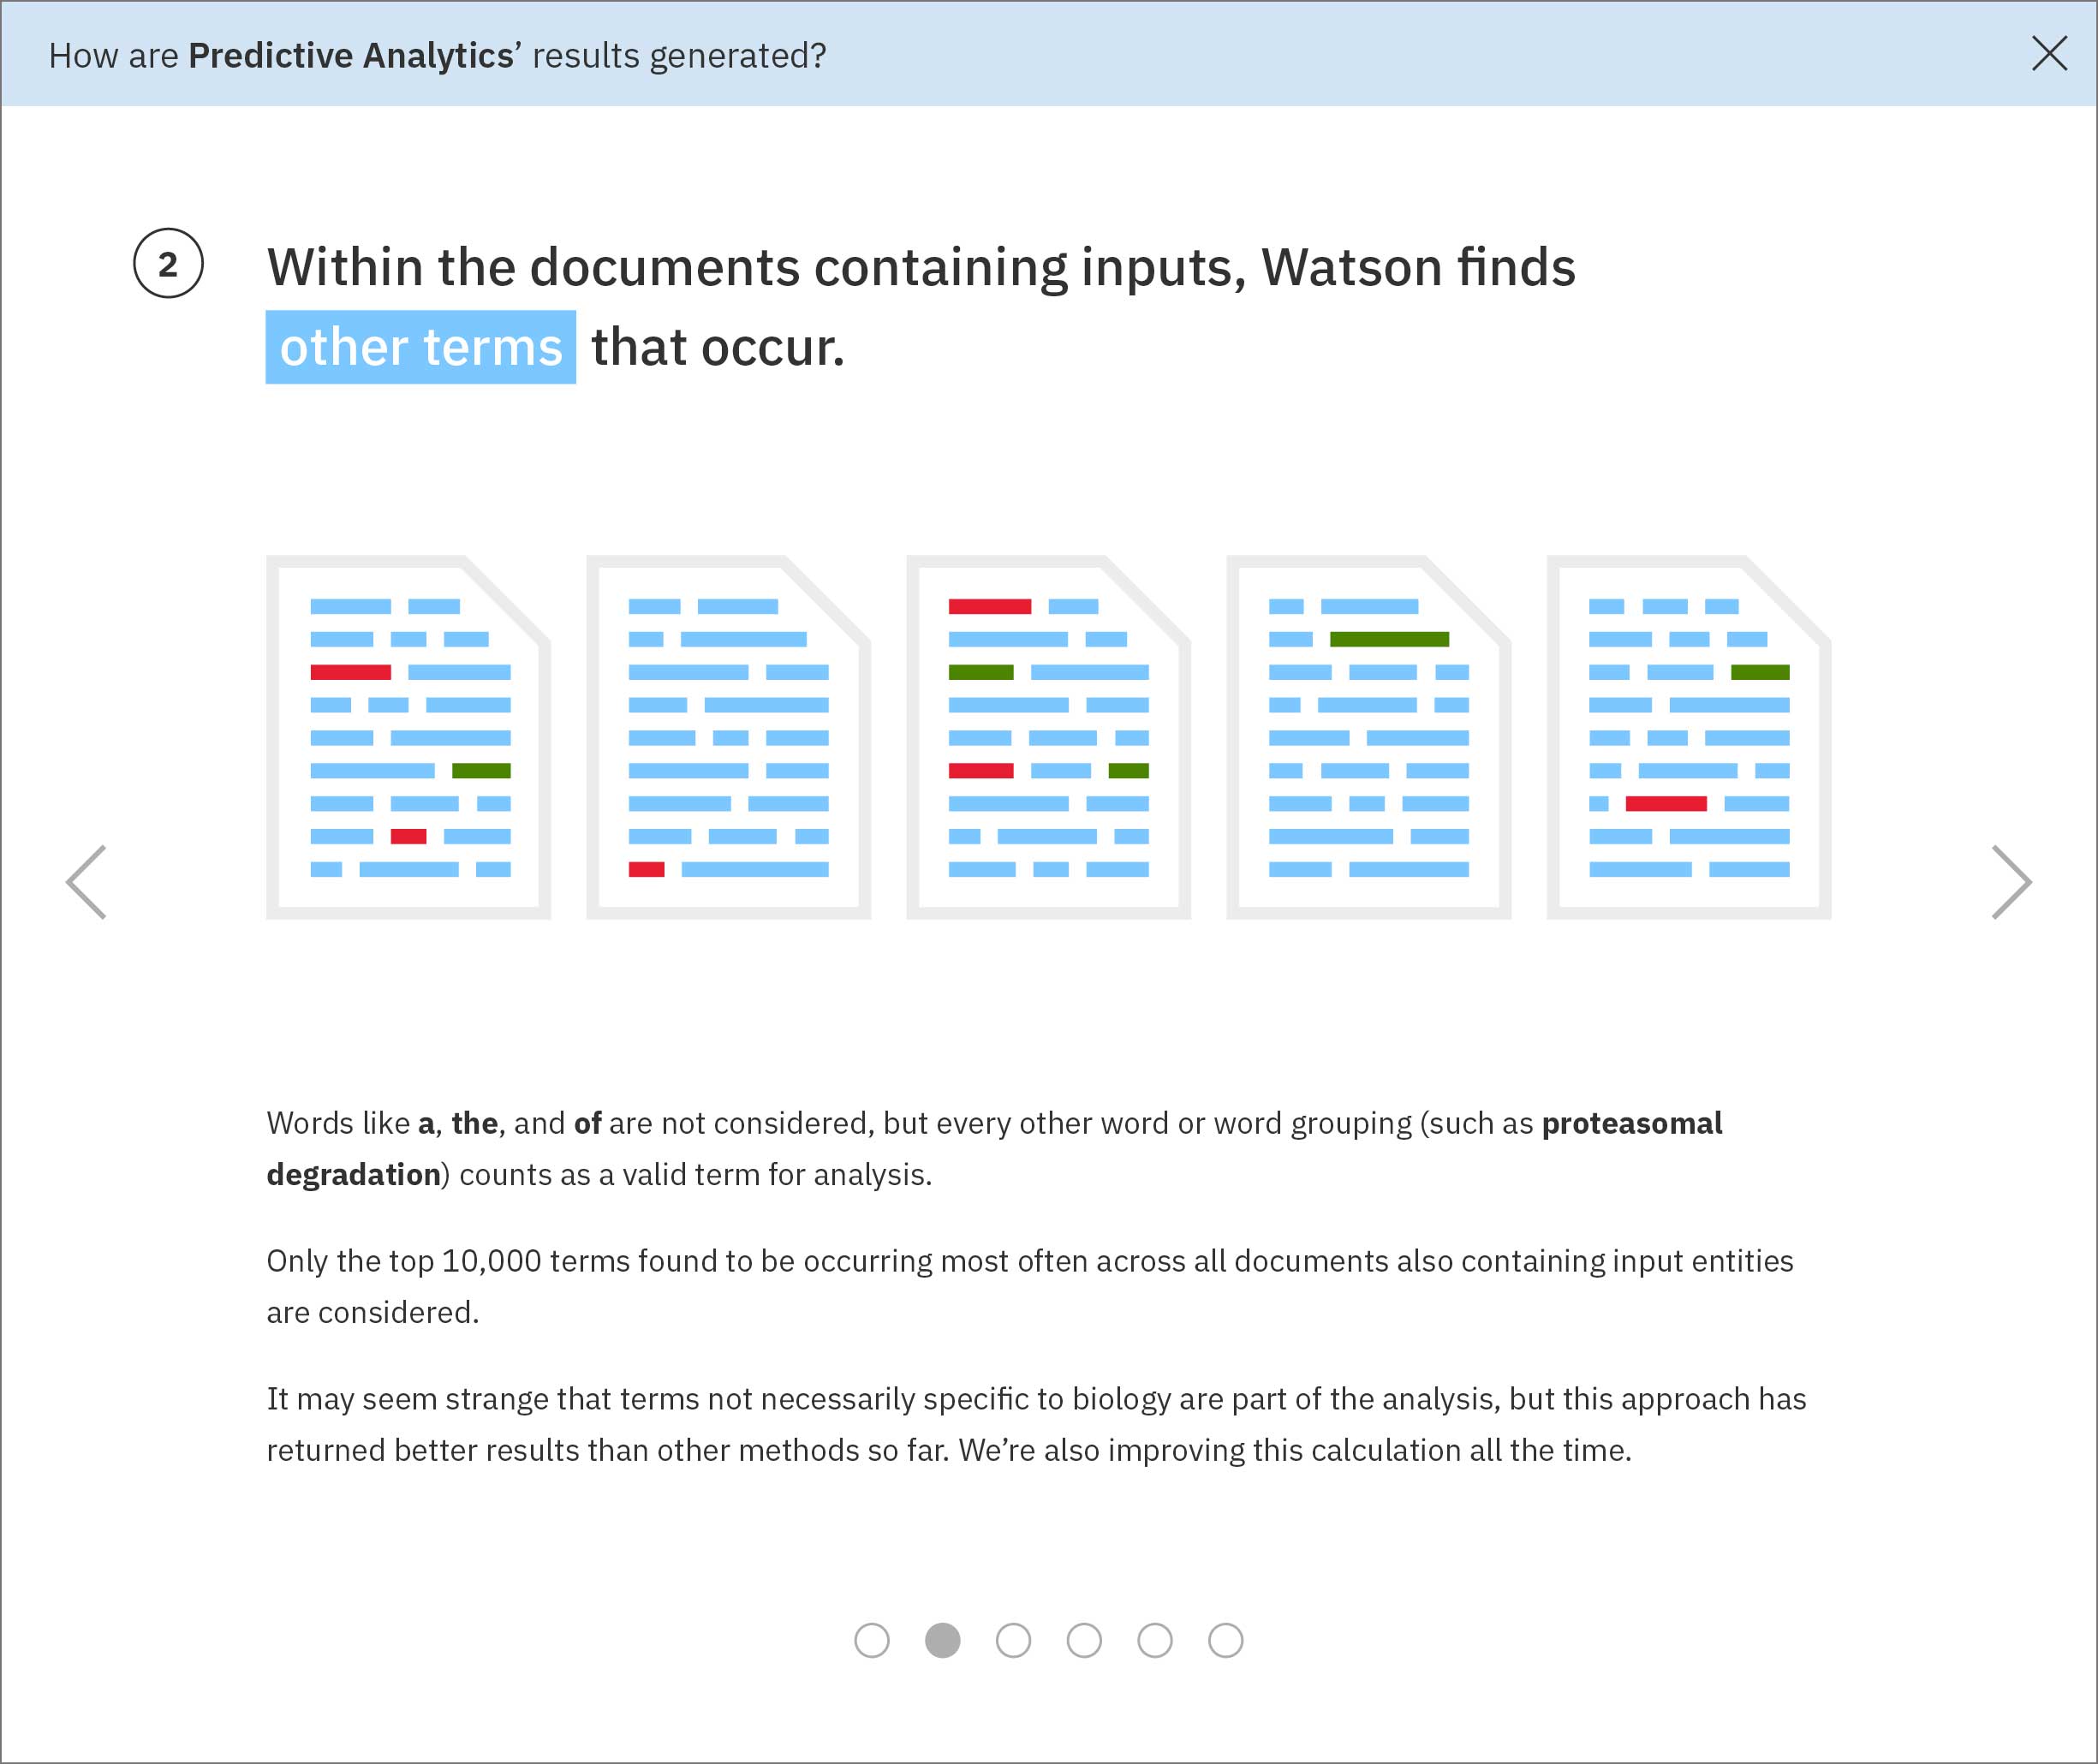 How are Predictive Analytics’ results generated?
2
Within the documents containing inputs, Watson finds
other terms that occur.
Words like a, the, and of are not considered, but every other word or word grouping (such as proteasomal
degradation) counts as a valid term for analysis.
Only the top 10,000 terms found to be occurring most often across all documents also containing input entities
are considered.
It may seem strange that terms not necessarily specific to biology are part of the analysis, but this approach has
returned better results than other methods so far. We’re also improving this calculation all the time.